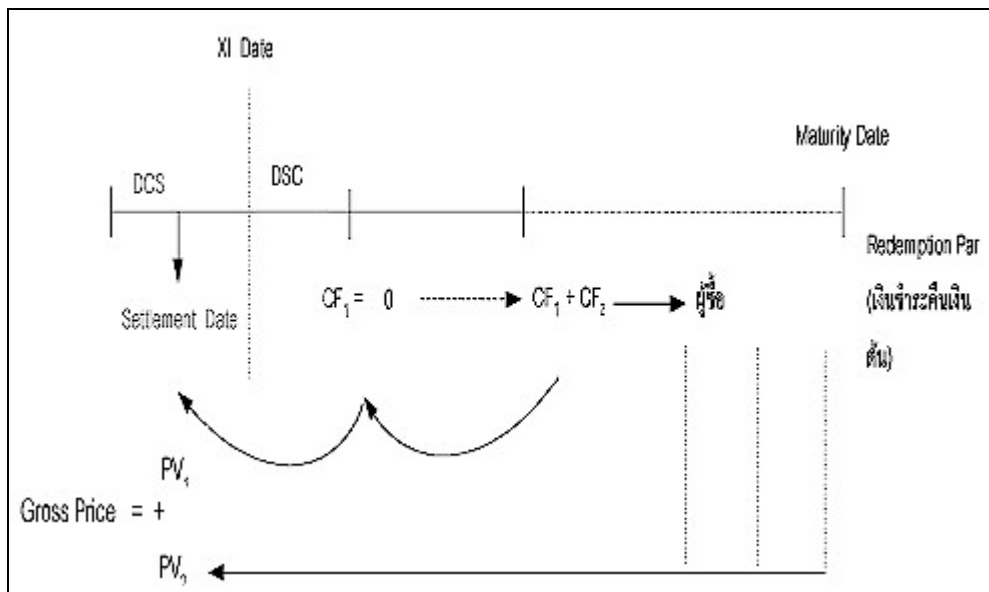 XI Date
Maturity Date
DCS
DSC
Redemption Par
CF1 = 0
CF1 + CF2
ผู้ซื้อ
(เงินชำระคืนเงิน
ต้น)
Settlement Date
PV1
Gross Price = +
PV2